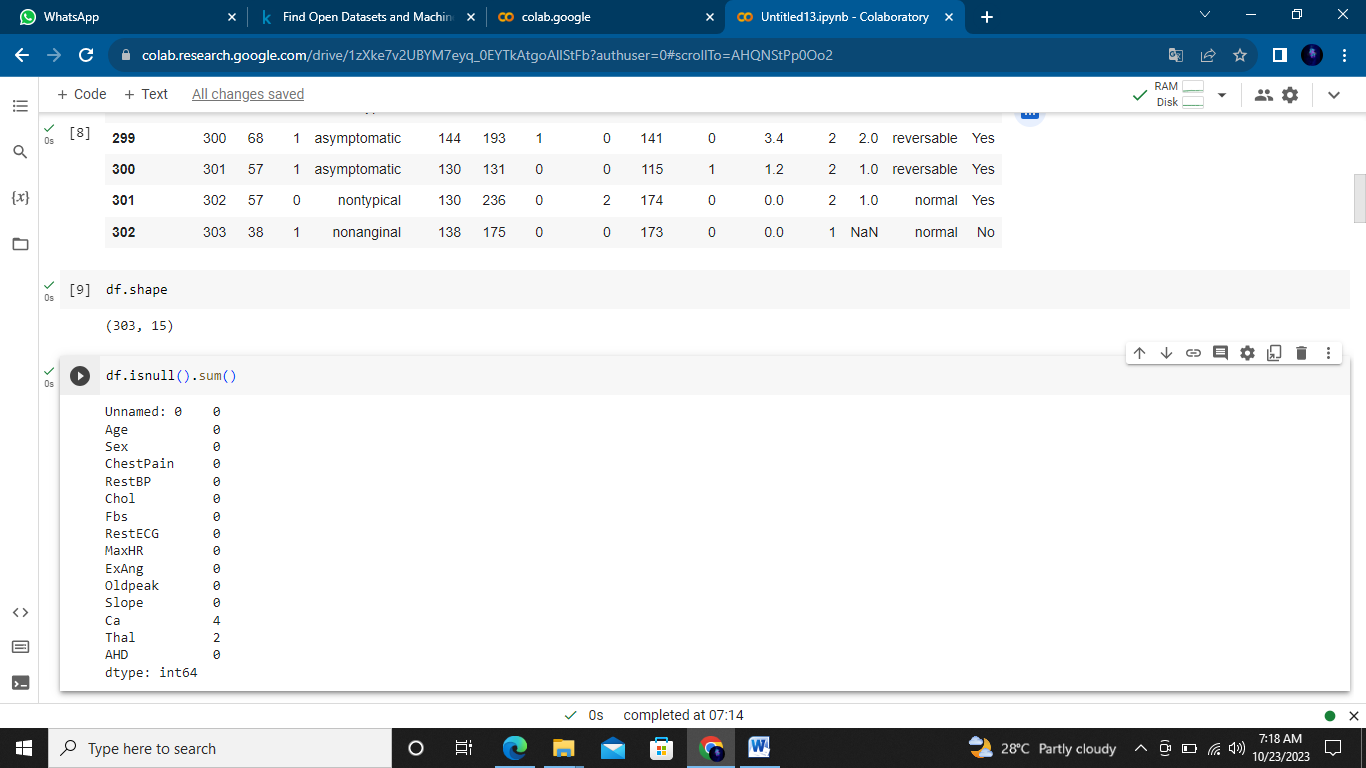 WhatsApp
Find Open Datasets and Machin
colab.google
Untitled13.ipynb - Colaboratory
colab.research.google.com/drive/1zXke7v2UBYM7eyq_0EYTkAtgoAllStFb?authuser=0#scrollTo=AHQNStPp0Oo2
+ Code + Text All changes saved
RAM
Disk
[8] 299 300 68 1 asymptomatic 144 193 1 0 141 0 3.4 2 2.0 reversable Yes
0s
300 301 57 1 asymptomatic 130 131 0 0 115 1 1.2 2 1.0 reversable Yes
301 302 57 0 nontypical 130 236 0 2 174 0 0.0 2 1.0 normal Yes
302 303 38 1 nonanginal 138 175 0 0 173 0 0.0 1 NaN normal No
[9] df.shape
0s
(303, 15)
df.isnull().sum()
0s
Unnamed: 0 0
Age 0
Sex 0
ChestPain 0
RestBP 0
Chol 0
Fbs 0
RestECG 0
MaxHR 0
ExAng 0
Oldpeak 0
Slope 0
Ca 4
Thal 2
AHD 0
dtype: int64
0s completed at 07:14
Type here to search
28°C Partly cloudy
7:18 AM
10/23/2023